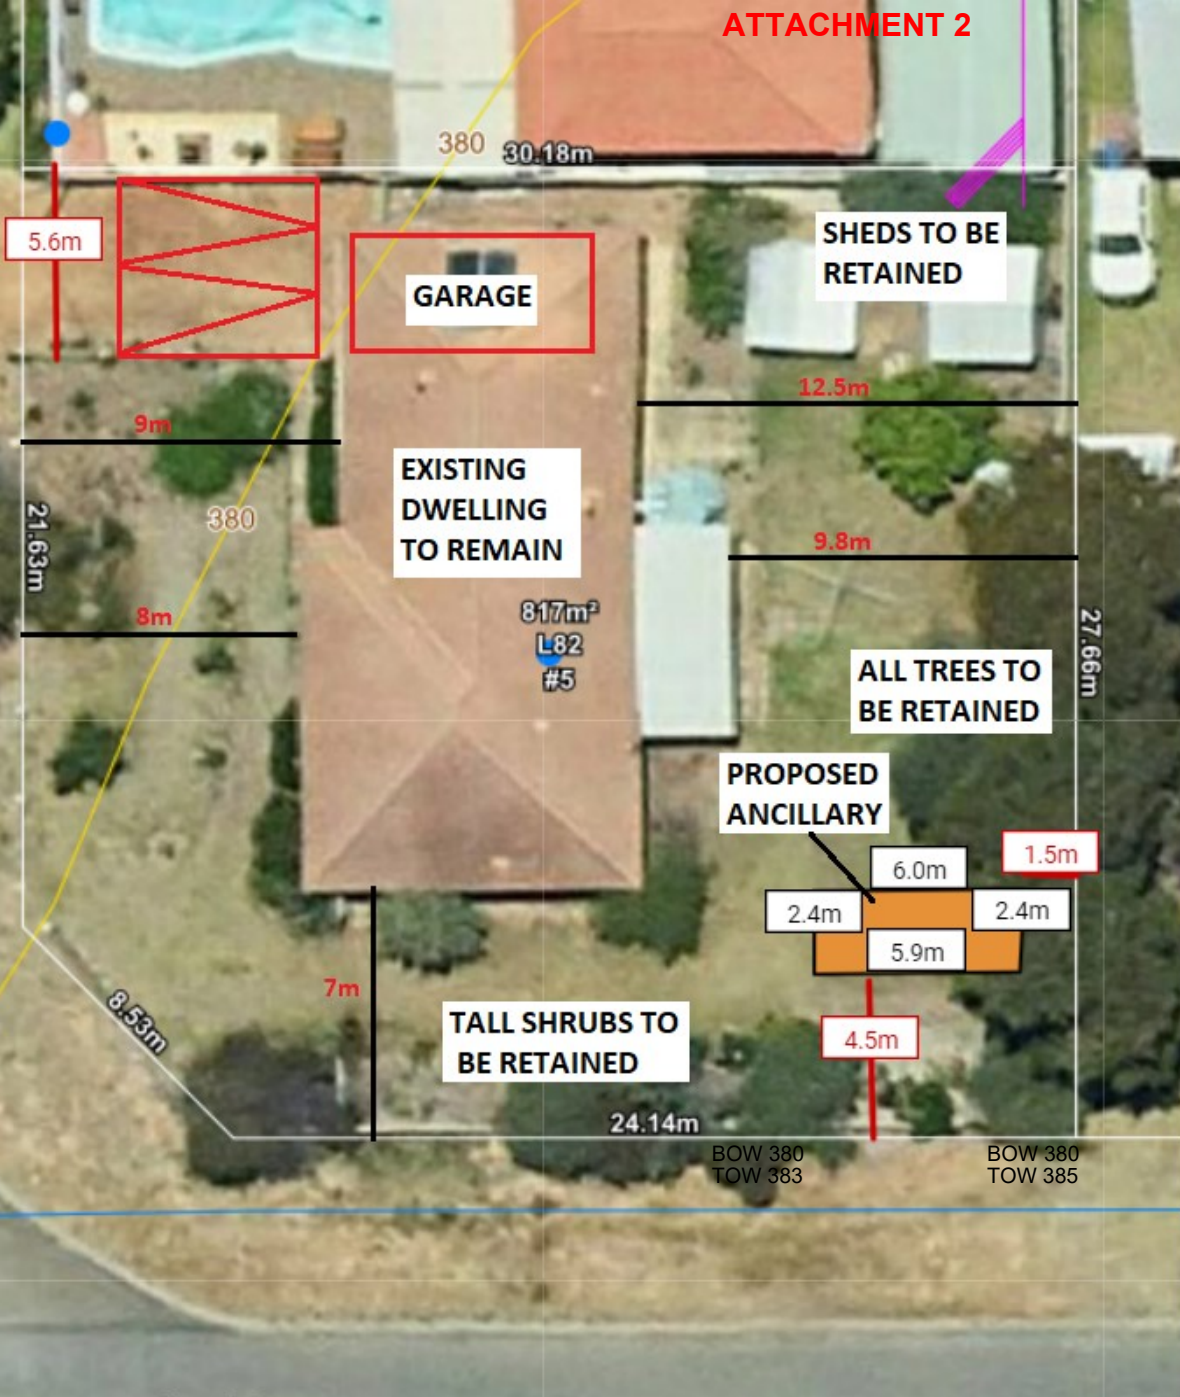 ATTACHMENT 2
380
30.18m
5.6m
SHEDS TO BE
RETAINED
GARAGE
12.5m
9m
EXISTING
DWELLING
TO REMAIN
380
21.63m
9.8m
8m
817m²
L82
#5
27.66m
ALL TREES TO
BE RETAINED
PROPOSED
ANCILLARY
1.5m
6.0m
2.4m
2.4m
5.9m
7m
8.53m
TALL SHRUBS TO
BE RETAINED
4.5m
24.14m
BOW 380
TOW 383
BOW 380
TOW 385